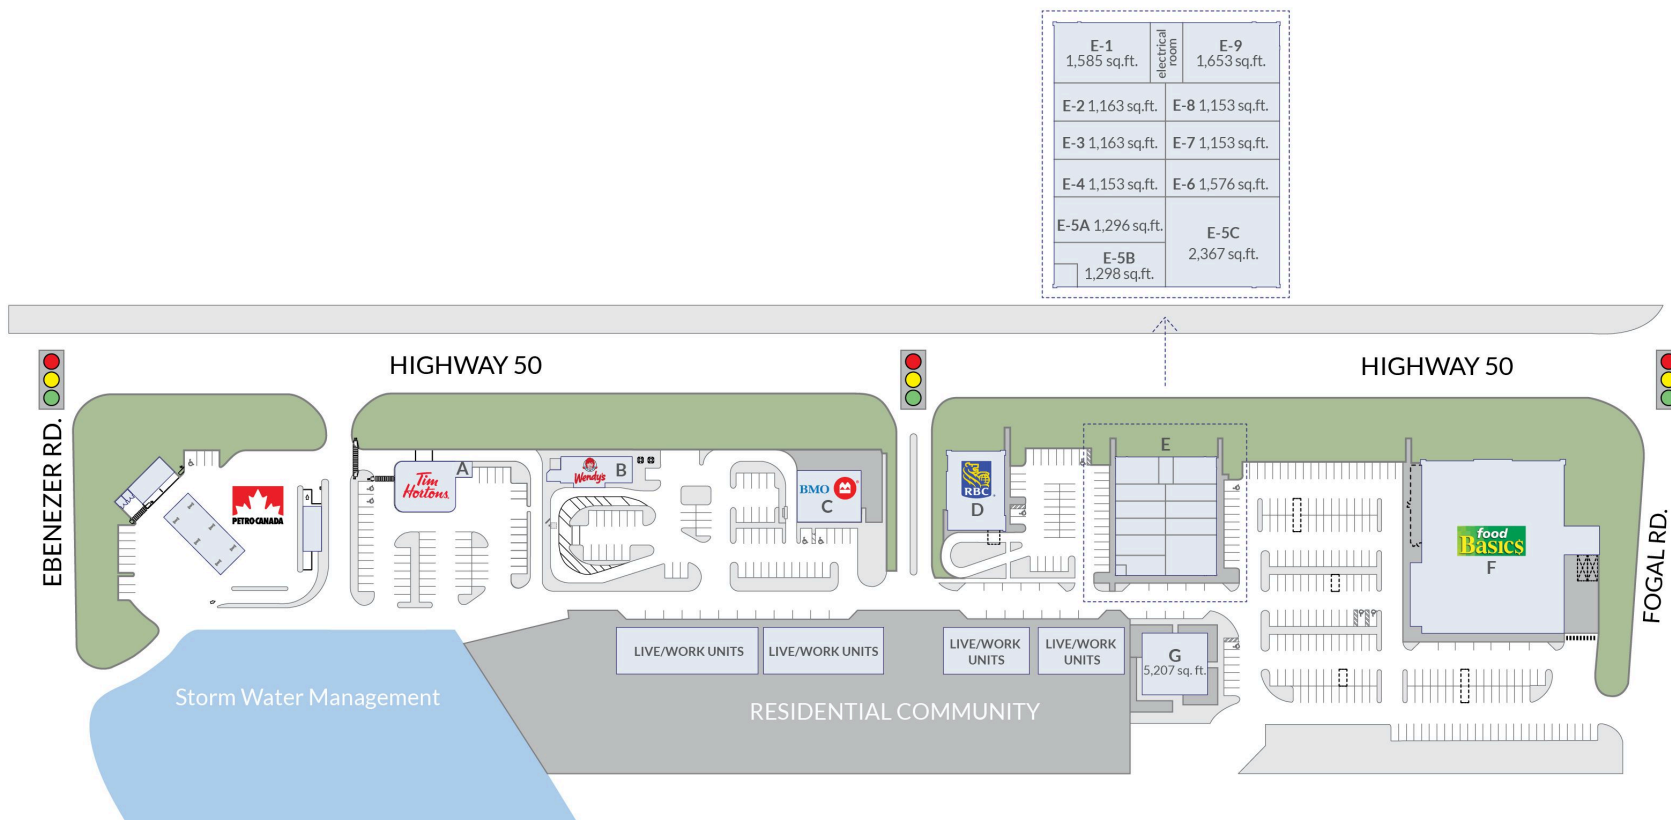 E-1
1,585 sq.ft.
electrical
room
E-9
1,653 sq.ft.
E-2 1,163 sq.ft.
E-8 1,153 sq.ft.
E-3 1,163 sq.ft.
E-7 1,153 sq.ft.
E-4 1,153 sq.ft.
E-6 1,576 sq.ft.
E-5A 1,296 sq.ft.
E-5C
2,367 sq.ft.
E-5B
1,298 sq.ft.
HIGHWAY 50
HIGHWAY 50
EBENEZER RD.
PETRO-CANADA
A
Tim
Hortons
Wendy's
B
BMO
C
RBC
D
E
food
Basics
F
FOGAL RD.
LIVE/WORK UNITS
LIVE/WORK UNITS
LIVE/WORK
UNITS
LIVE/WORK
UNITS
G
5,207 sq. ft.
Storm Water Management
RESIDENTIAL COMMUNITY